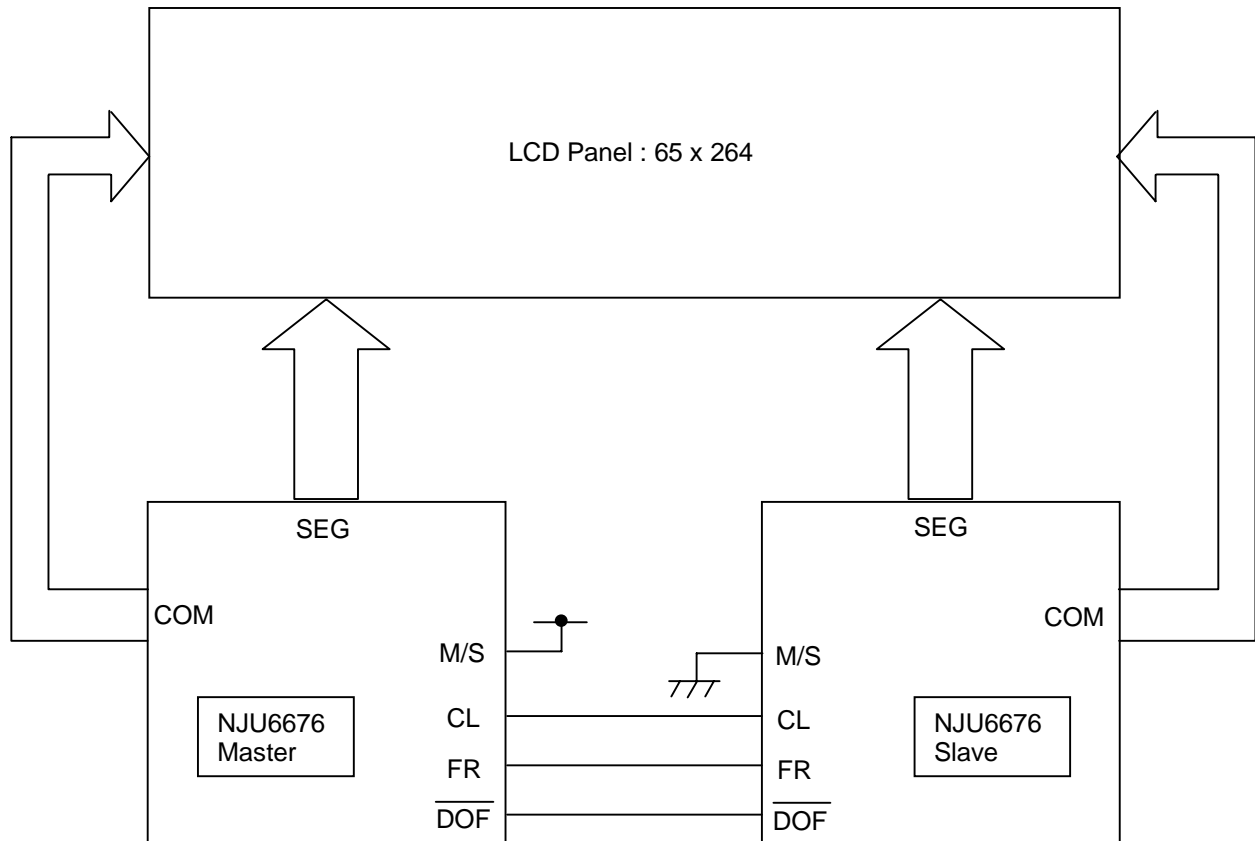 LCD Panel : 65 x 264
SEG
SEG
COM
COM
M/S
M/S
NJU6676
Master
CL
CL
NJU6676
Slave
FR
FR
DOF
DOF